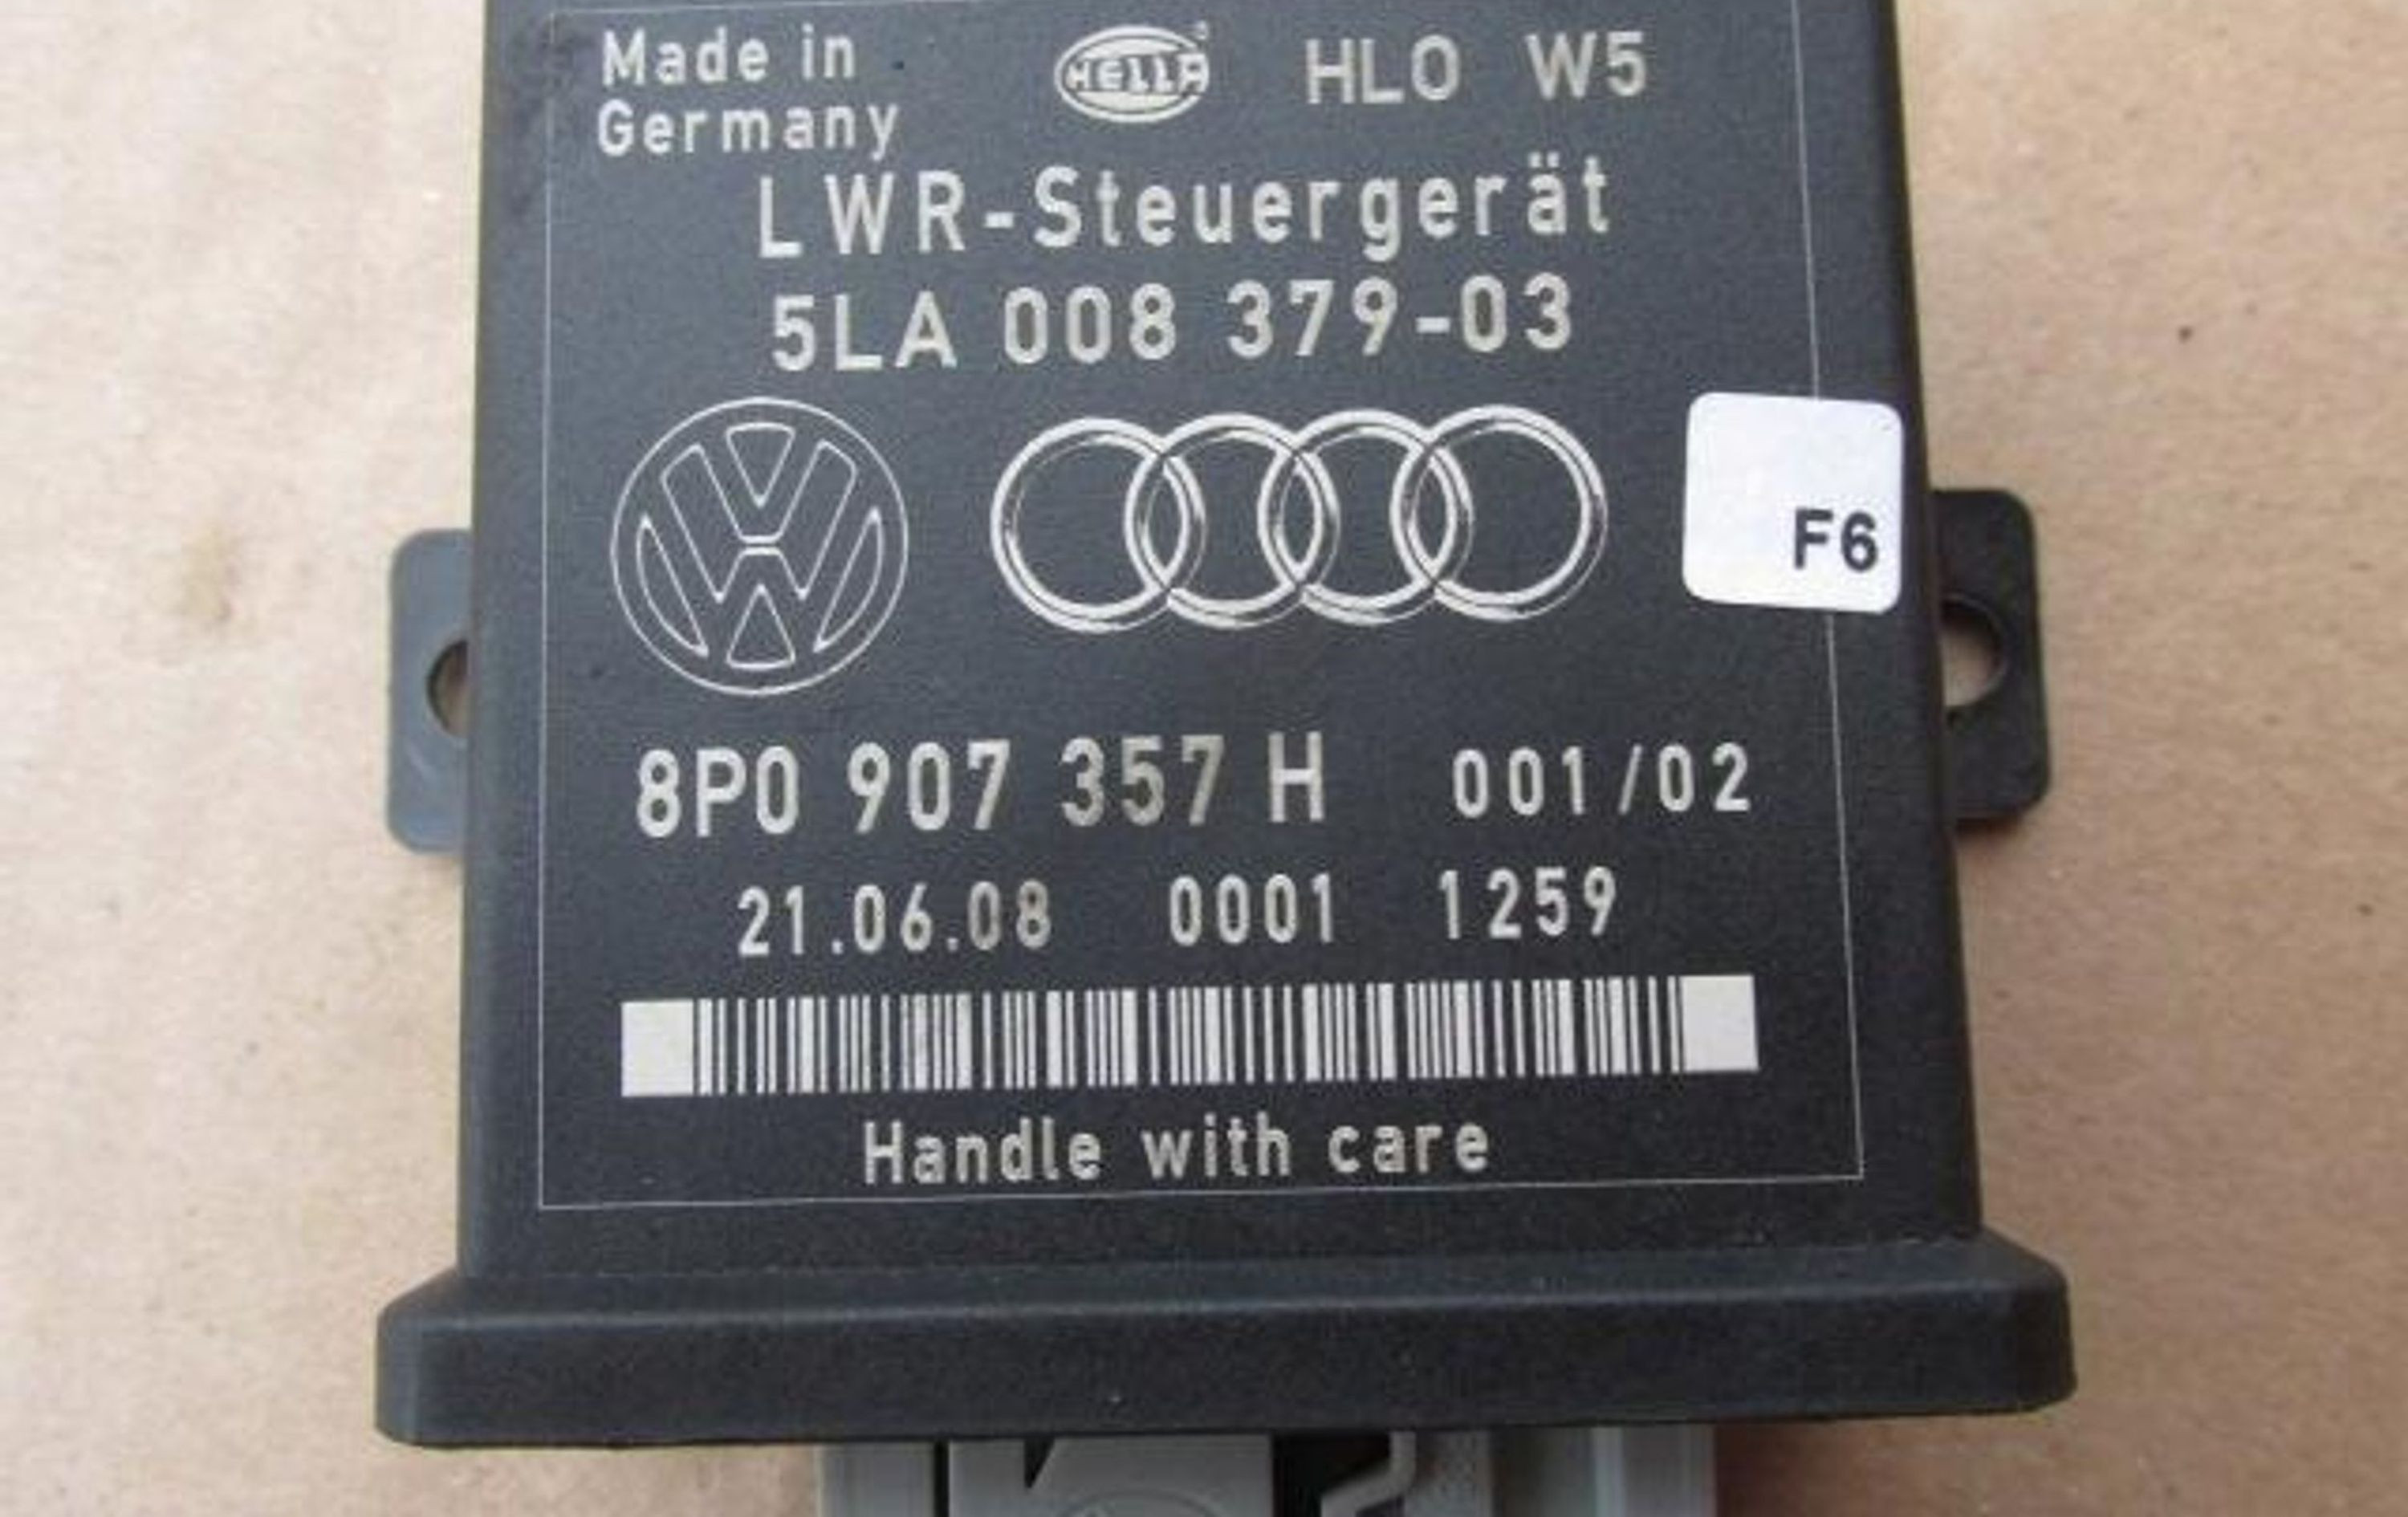 Made in
Germany
HELLA HLO W5
LWR-Steuergerät
5LA 008 379-03
F6
8P0 907 357 H 001/02
21.06.08 0001 1259
Handle with care